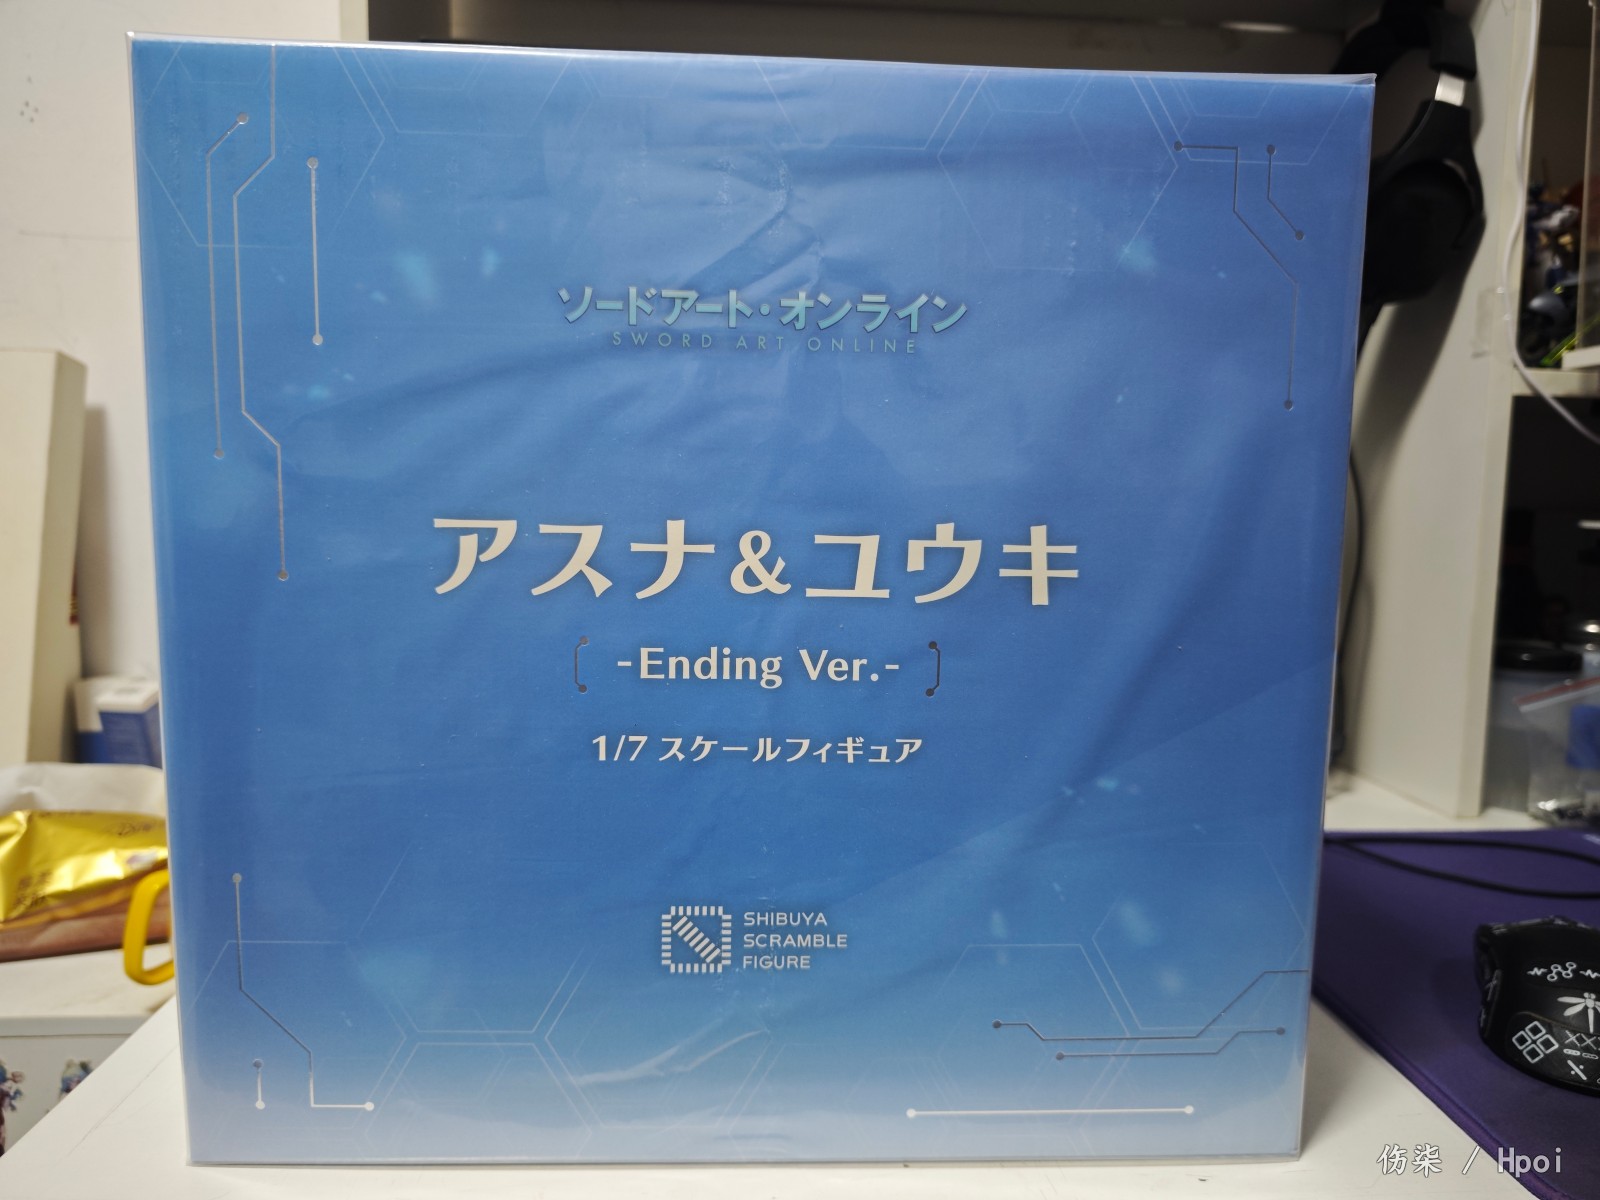 ソードアート・オンライン
SWORD ART ONLINE
アスナ&ユウキ
-Ending Ver.-
1/7 スケールフィギュア
SHIBUYA
SCRAMBLE
FIGURE
伤柒 / Hpoi